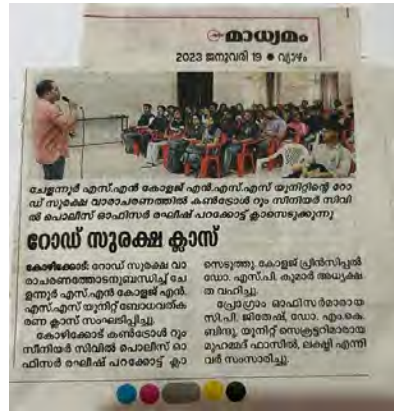 മാധ്യമം
2023 ജനുവരി 19 ● വ്യാഴം
ചേളന്നൂർ എസ്.എൻ കോളജ് എൻ.എസ്.എസ് യൂനിറ്റിന്റെ റോ
ഡ് സുരക്ഷ വാരാചരണത്തിൽ കൺട്രോൾ റൂം സീനിയർ സിവി
ൽ പൊലീസ് ഓഫിസർ രഘീഷ് പറക്കോട്ട് ക്ലാസെടുക്കുന്നു
റോഡ് സുരക്ഷ ക്ലാസ്
കോഴിക്കോട്: റോഡ് സുരക്ഷ വാ
രാചരണത്തോടനുബന്ധിച്ച് ചേ
ളന്നൂർ എസ്.എൻ കോളജ് എൻ.
എസ്.എസ് യൂനിറ്റ് ബോധവത്ക
രണ ക്ലാസ് സംഘടിപ്പിച്ചു.
കോഴിക്കോട് കൺട്രോൾ റൂം
സീനിയർ സിവിൽ പൊലീസ് ഓ
ഫിസർ രഘീഷ് പറക്കോട്ട് ക്ലാ
സെടുത്തു. കോളജ് പ്രിൻസിപ്പൽ
ഡോ. എസ്.പി. കുമാർ അധ്യക്ഷ
ത വഹിച്ചു.
പ്രോഗ്രാം ഓഫിസർമാരായ
സി.പി. ജിതേഷ്, ഡോ. എം.കെ.
ബിന്ദു, യൂനിറ്റ് സെക്രട്ടറിമാരായ
മുഹമ്മദ് ഫാസിൽ, ലക്ഷ്മി എന്നി
വർ സംസാരിച്ചു.